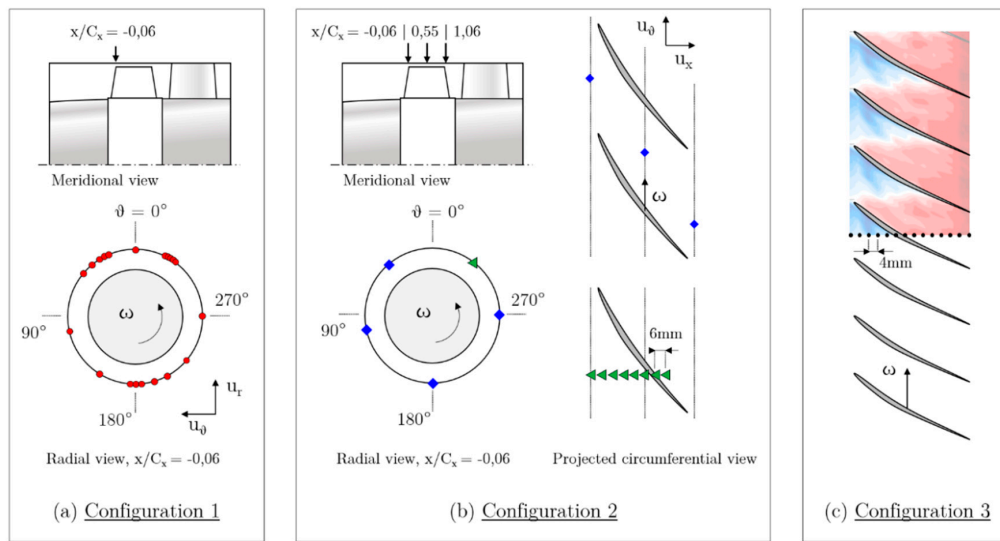 x/Cx = -0,06
Meridional view
ϑ = 0°
90°
270°
ω
180°
ur
uϑ
Radial view, x/Cx = -0,06
(a) Configuration 1
x/Cx = -0,06 | 0,55 | 1,06
Meridional view
ϑ = 0°
90°
270°
ω
180°
Radial view, x/Cx = -0,06
uϑ
ux
ω
6mm
Projected circumferential view
(b) Configuration 2
4mm
ω
(c) Configuration 3